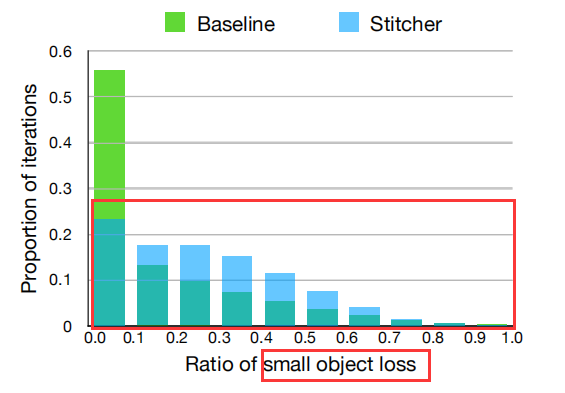 Baseline Stitcher
0.6
0.5
0.4
0.3
0.2
0.1
0
Proportion of iterations
0.0 0.1 0.2 0.3 0.4 0.5 0.6 0.7 0.8 0.9 1.0
Ratio of small object loss